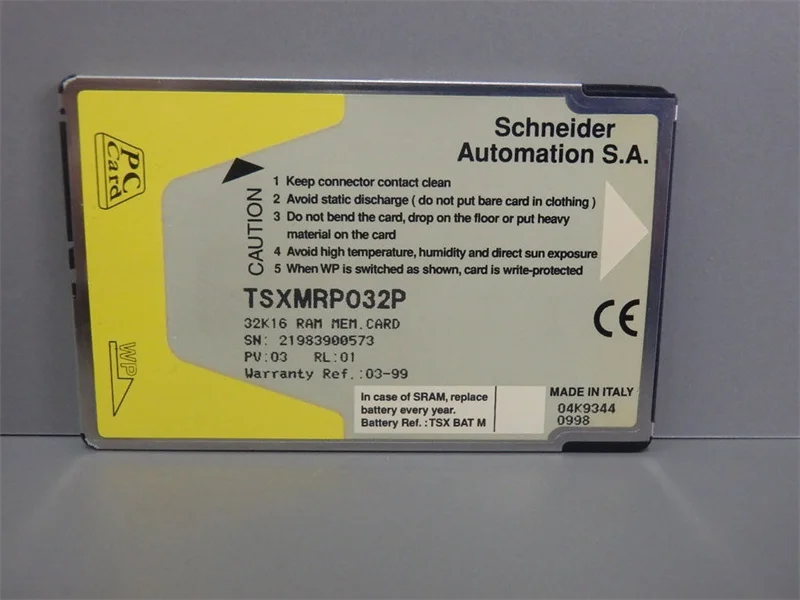 Schneider
Automation S.A.
PC
Card
CAUTION
1 Keep connector contact clean
2 Avoid static discharge ( do not put bare card in clothing )
3 Do not bend the card, drop on the floor or put heavy
material on the card
4 Avoid high temperature, humidity and direct sun exposure
5 When WP is switched as shown, card is write-protected
TSXMRP032P
32K16 RAM MEM.CARD
SN: 21983900573
PV:03 RL:01
Warranty Ref.:03-99
WP
CE
In case of SRAM, replace
battery every year.
Battery Ref. :TSX BAT M
MADE IN ITALY
04K9344
0998